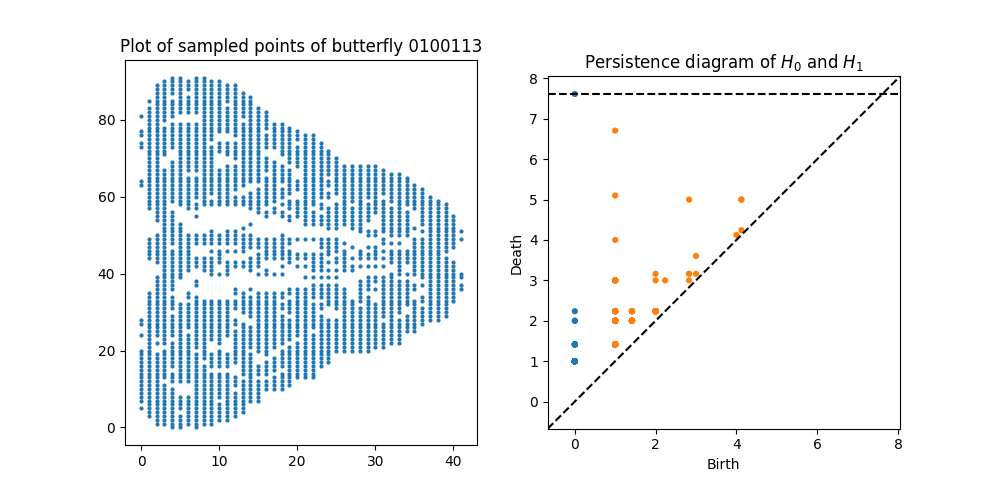 Plot of sampled points of butterfly 0100113
80
60
40
20
0
0 10 20 30 40
Persistence diagram of $H_0$ and $H_1$
8
7
6
5
4
3
2
1
0
Death
0 2 4 6 8
Birth